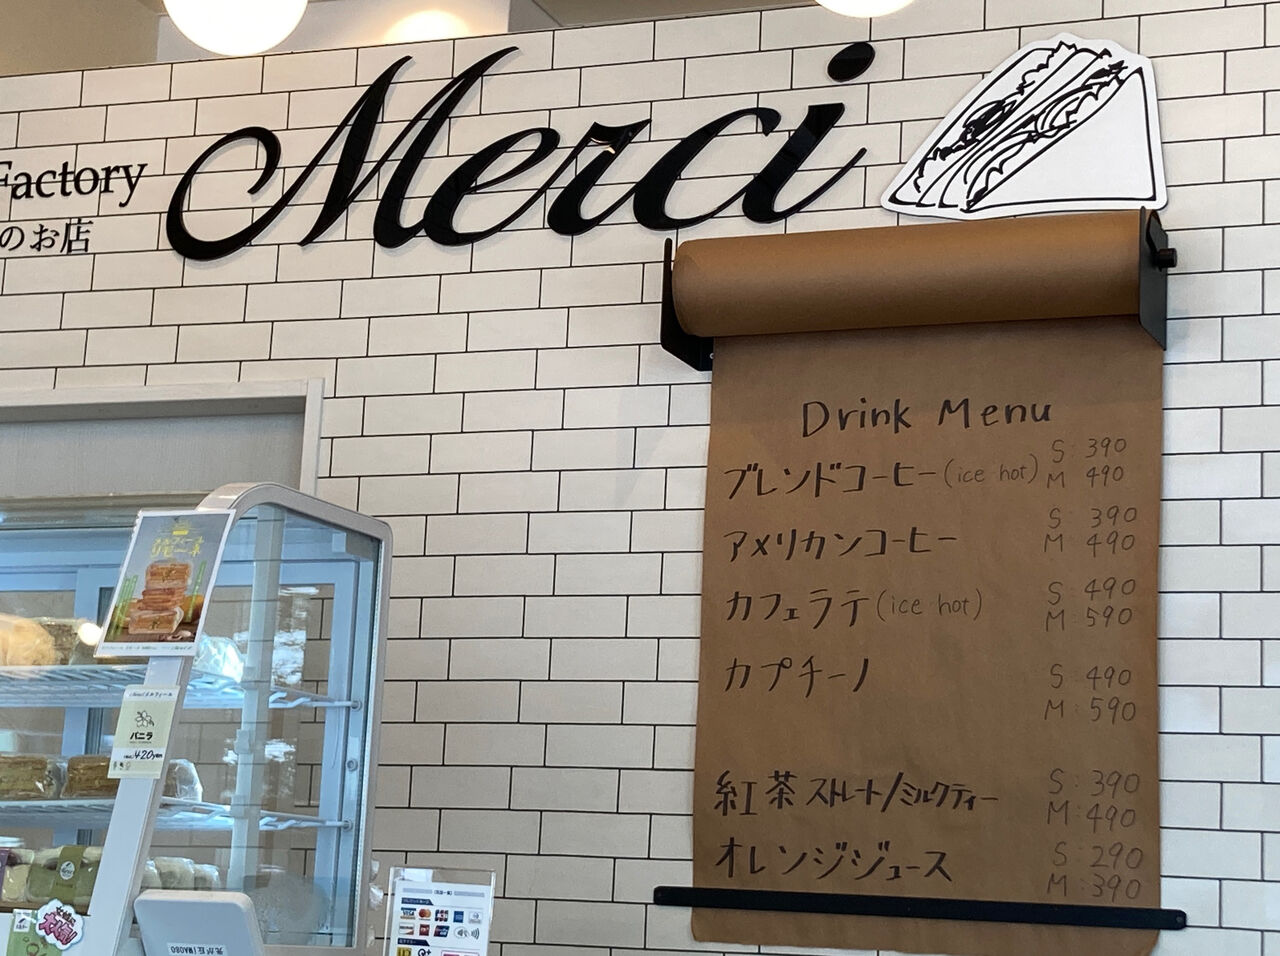 Factory
のお店
Merci
Drink Menu
ブレンドコーヒー(ice hot) S: 390
M 490
アメリカンコーヒー S: 390
M: 490
カフェラテ(ice hot) S: 490
M: 590
カプチーノ S: 490
M: 590
紅茶 ストレート/ミルクティー S: 390
M: 490
オレンジジュース S: 290
M: 390
バニラ
420yen
VISA
JCB